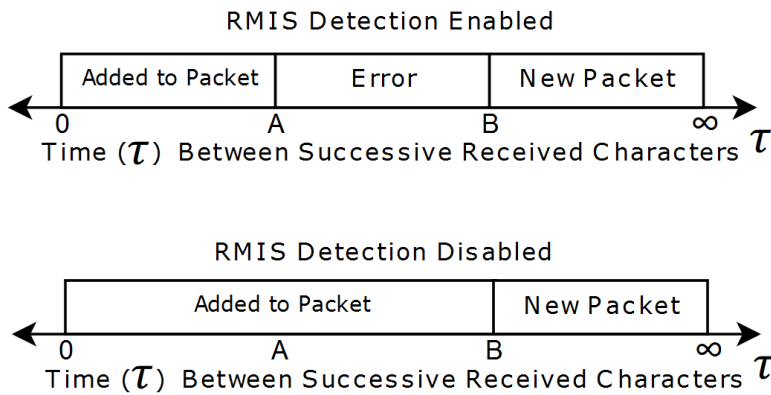 RMIS Detection Enabled
Added to Packet Error New Packet
0 A B ∞ τ
Time (τ) Between Successive Received Characters
RMIS Detection Disabled
Added to Packet New Packet
0 A B ∞ τ
Time (τ) Between Successive Received Characters